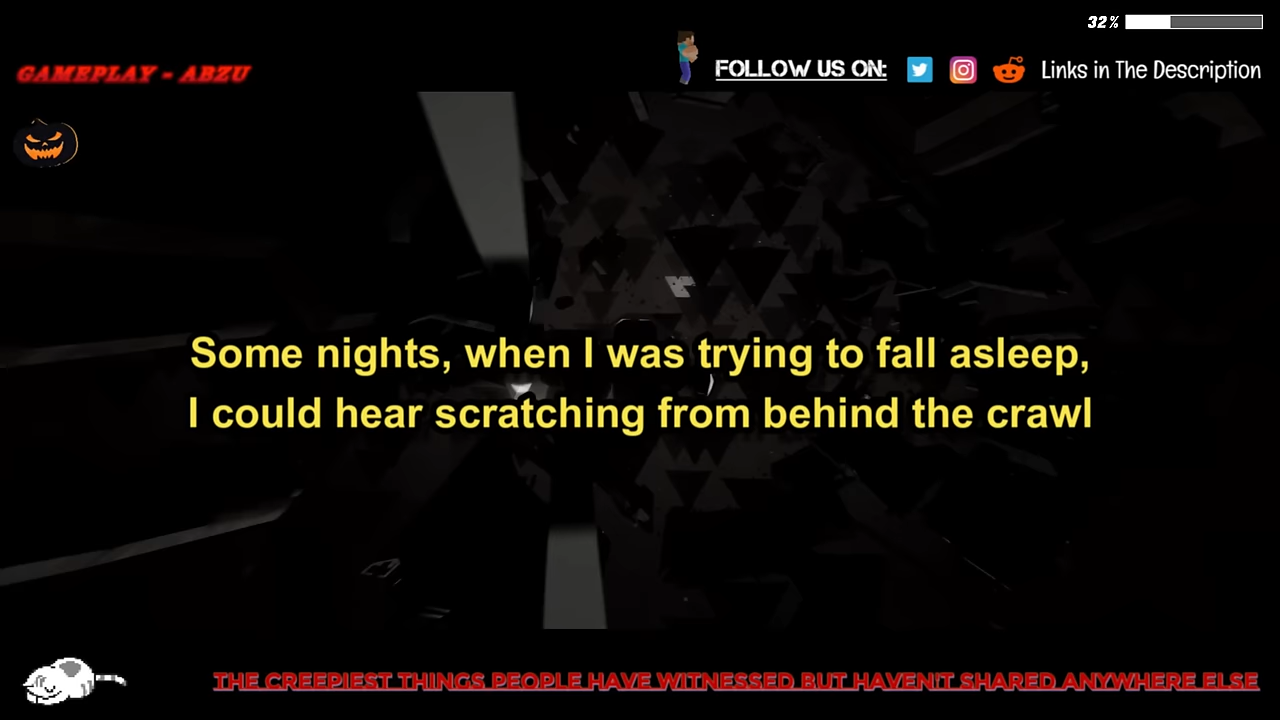 32%
GAMEPLAY - ABZU
FOLLOW US ON:
Links in The Description
Some nights, when I was trying to fall asleep,
I could hear scratching from behind the crawl
THE CREEPIEST THINGS PEOPLE HAVE WITNESSED BUT HAVEN'T SHARED ANYWHERE ELSE